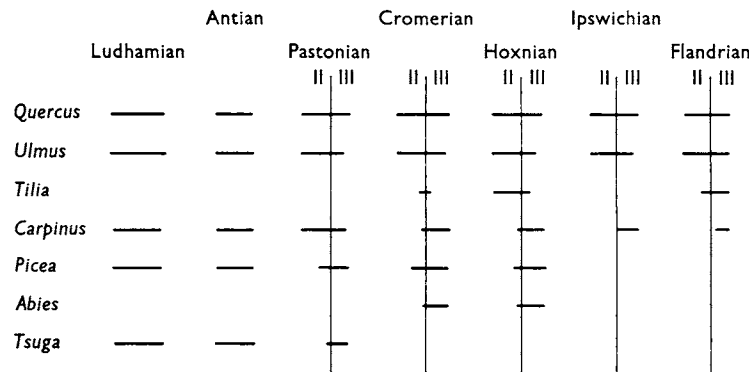 Antian Cromerian Ipswichian
Ludhamian Pastonian Hoxnian Flandrian
II III II III II III II III II III
Quercus
Ulmus
Tilia
Carpinus
Picea
Abies
Tsuga